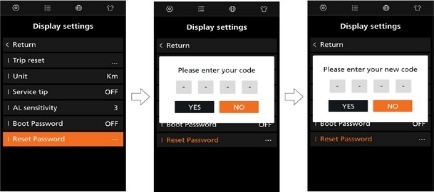 Display settings
< Return
Trip reset ...
Unit Km
Service tip OFF
AL sensitivity 3
Boot Password OFF
Reset Password ...
Display settings
< Return
Please enter your code
- - - -
YES NO
Boot Password OFF
Reset Password ...
Display settings
< Return
Please enter your new code
- - - -
YES NO
Boot Password OFF
Reset Password ...